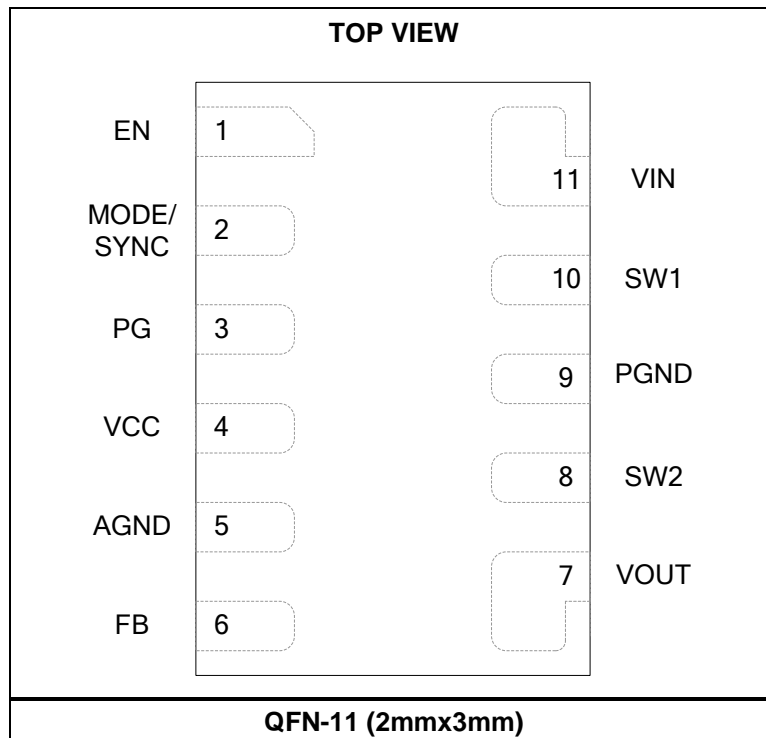 TOP VIEW
EN 1
MODE/
SYNC 2
PG 3
VCC 4
AGND 5
FB 6
11 VIN
10 SW1
9 PGND
8 SW2
7 VOUT
QFN-11 (2mmx3mm)